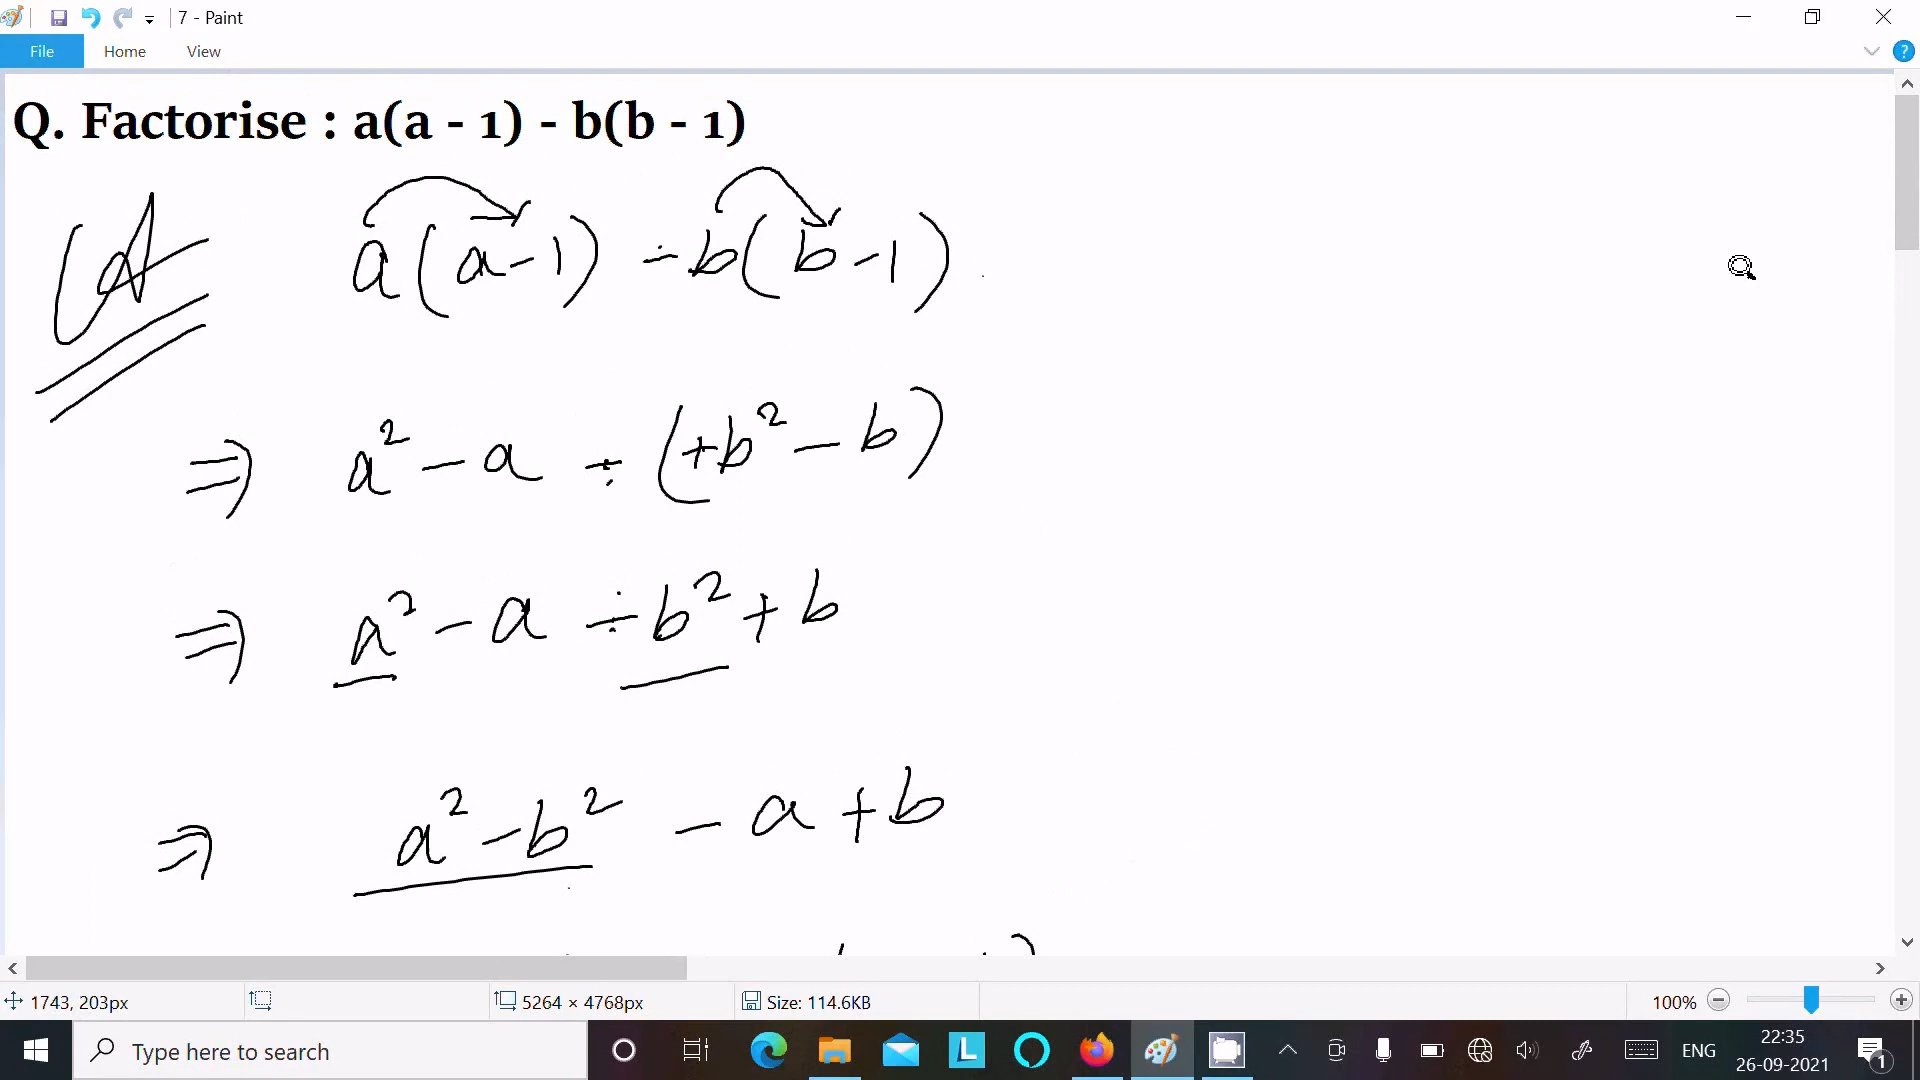 7 - Paint
File Home View
Q. Factorise : a(a - 1) - b(b - 1)
a(a-1) - b(b-1)
⇒ a² - a ÷ (+b² - b)
⇒ a² - a ÷ b² + b
⇒ a² - b² - a + b
1743, 203px 5264 × 4768px Size: 114.6KB 100%
Type here to search L ENG 22:35
26-09-2021 1